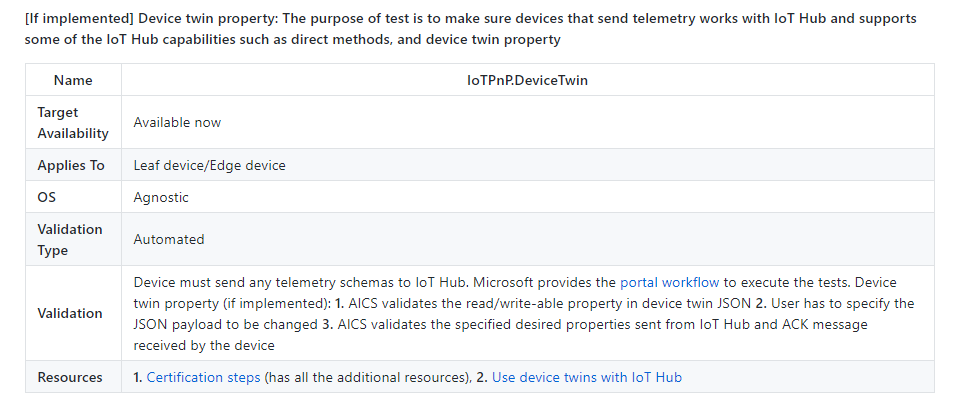 [If implemented] Device twin property: The purpose of test is to make sure devices that send telemetry works with IoT Hub and supports
some of the IoT Hub capabilities such as direct methods, and device twin property
Name
IoTPnP.DeviceTwin
Target
Availability
Available now
Applies To
Leaf device/Edge device
OS
Agnostic
Validation
Type
Automated
Validation
Device must send any telemetry schemas to IoT Hub. Microsoft provides the portal workflow to execute the tests. Device
twin property (if implemented): 1. AICS validates the read/write-able property in device twin JSON 2. User has to specify the
JSON payload to be changed 3. AICS validates the specified desired properties sent from IoT Hub and ACK message
received by the device
Resources
1. Certification steps (has all the additional resources), 2. Use device twins with IoT Hub